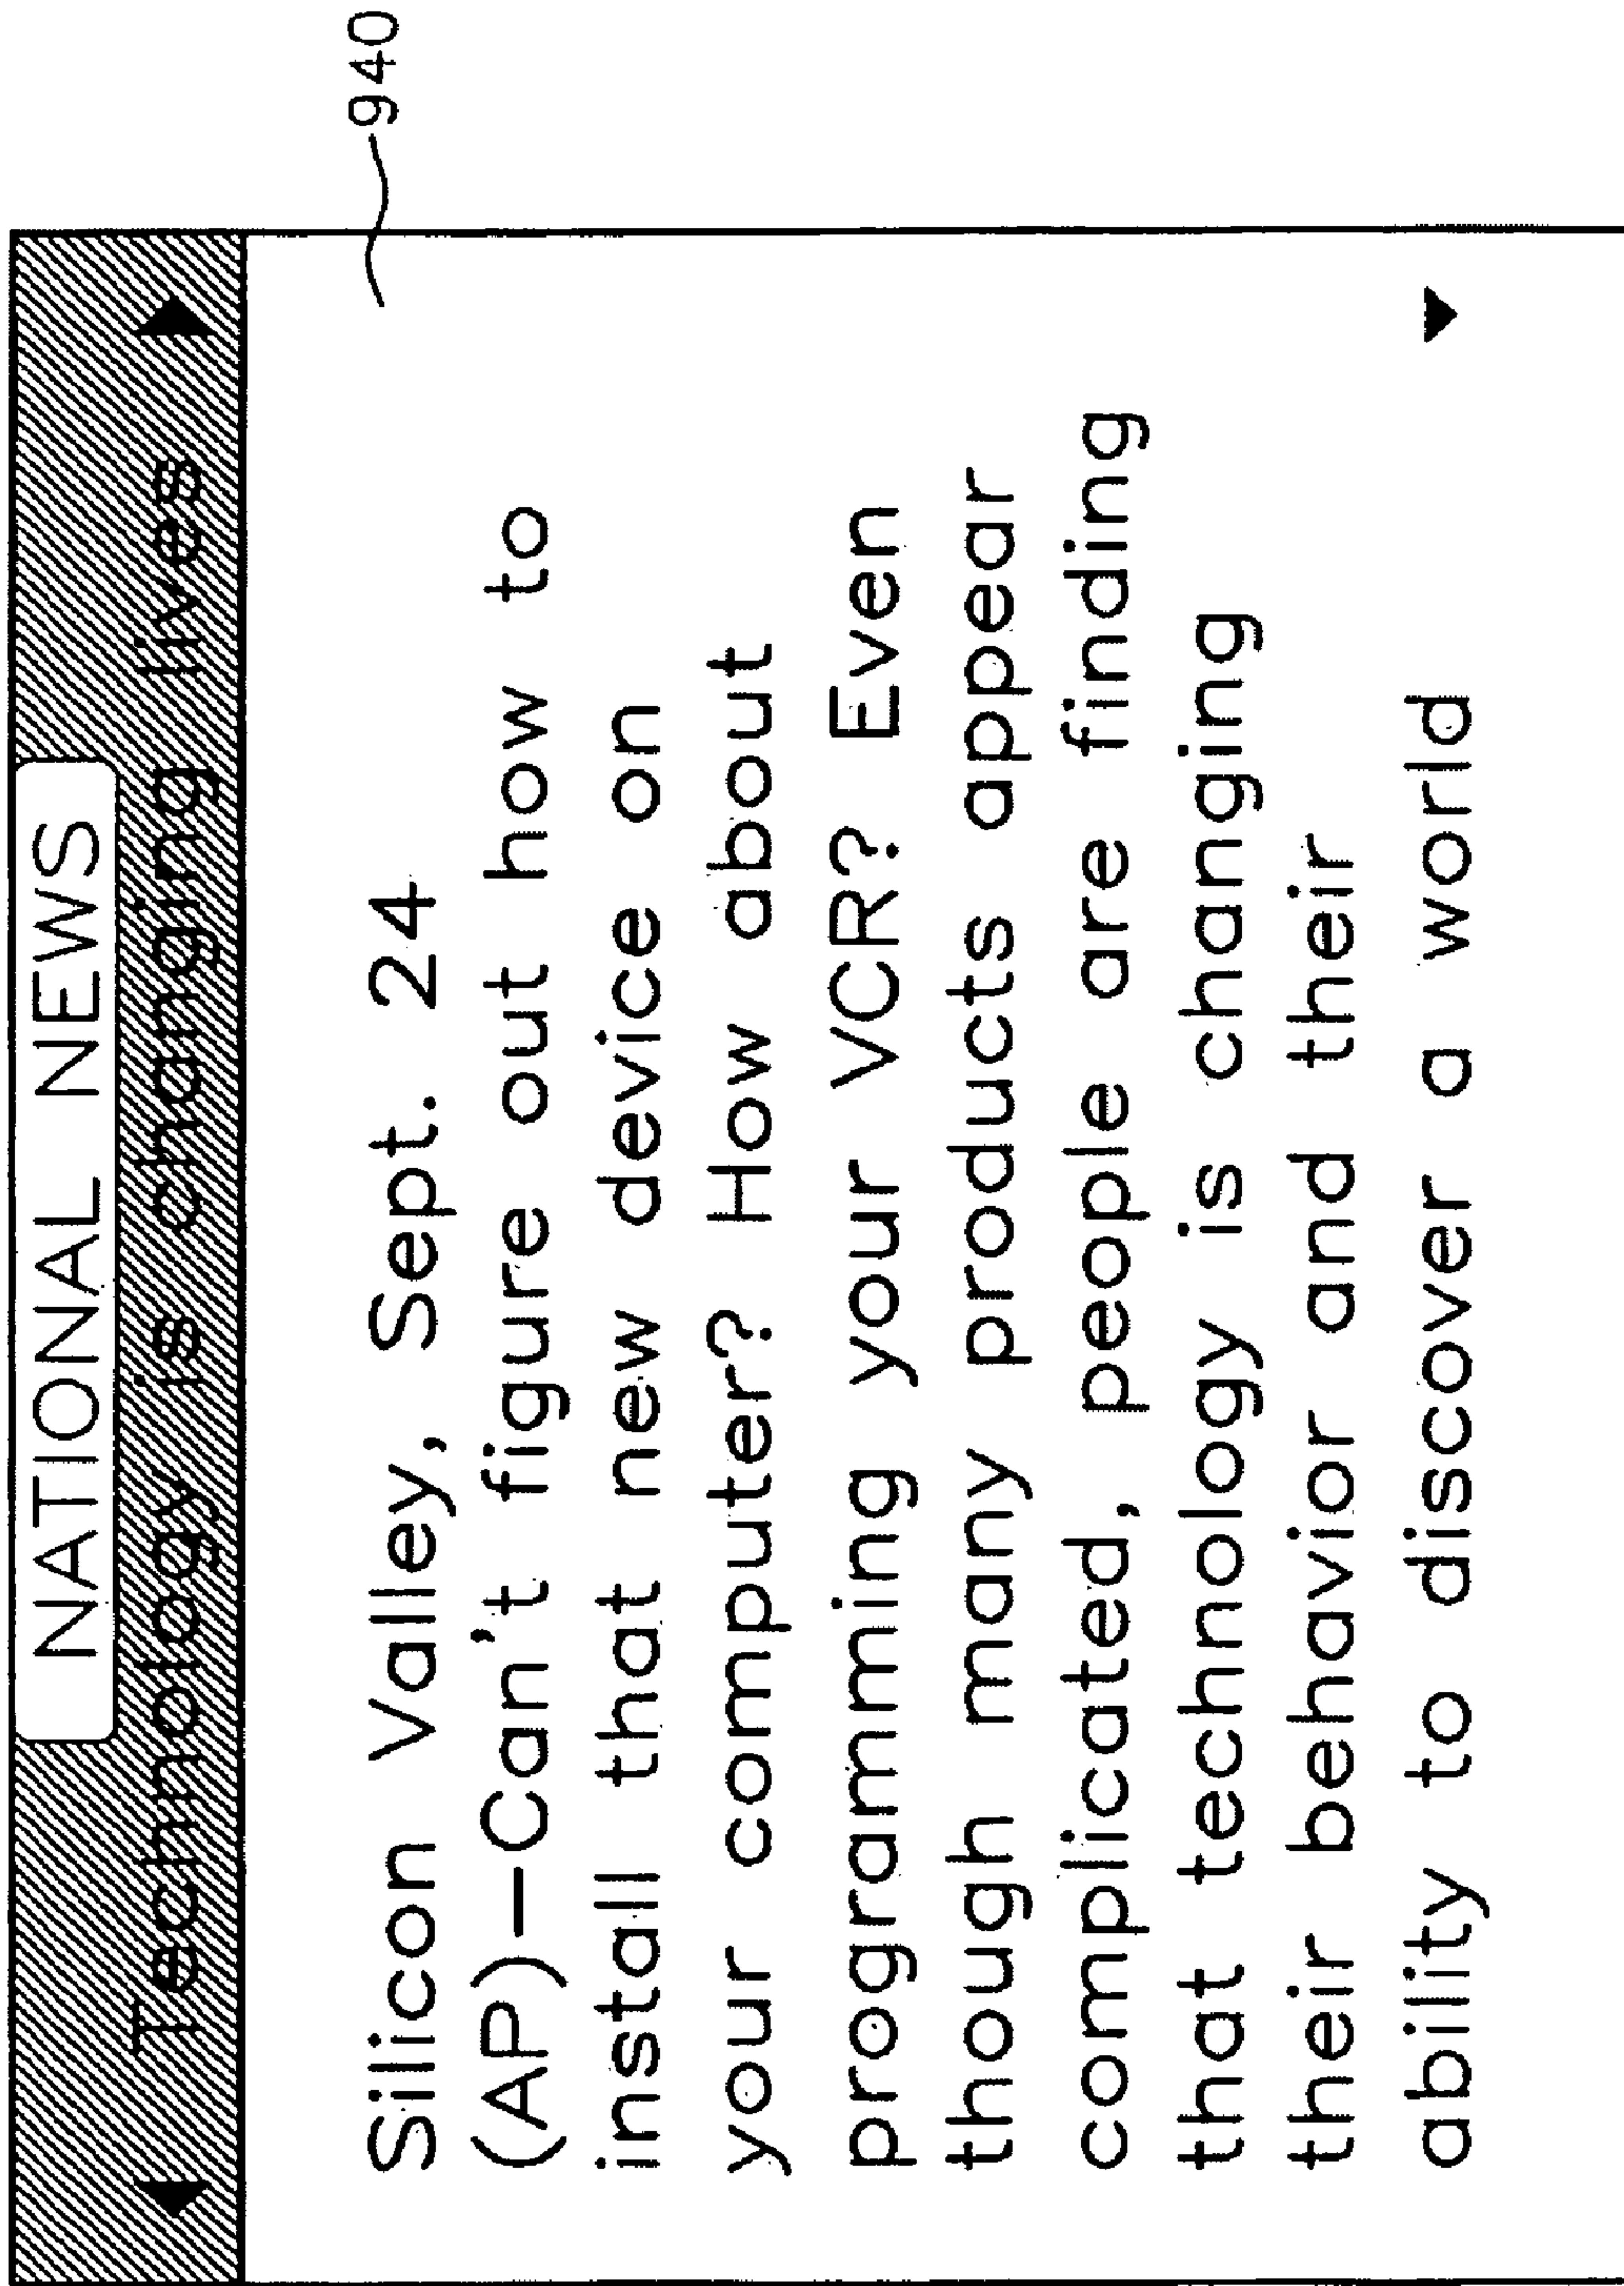 NATIONAL NEWS
Technology is changing lives
940
Silicon Valley, Sept. 24
(AP)—Can't figure out how to
install that new device on
your computer? How about
programming your VCR? Even
though many products appear
complicated, people are finding
that technology is changing
their behavior and their
ability to discover a world